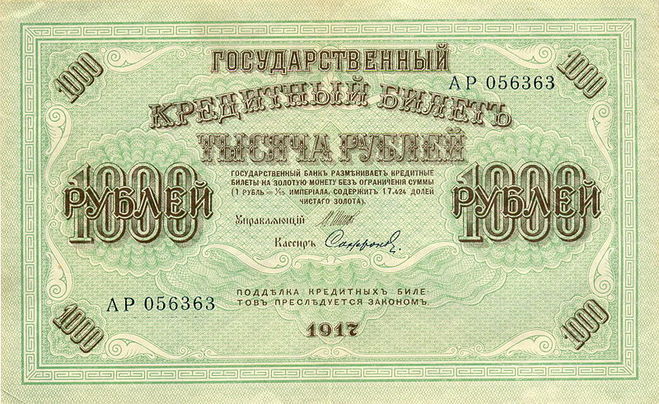 1000
ГОСУДАРСТВЕННЫЙ
1000
АР 056363
КРЕДИТНЫЙ БИЛЕТЪ
ТЫСЯЧА РУБЛЕЙ
ГОСУДАРСТВЕННЫЙ БАНКЪ РАЗМѢНИВАЕТЪ КРЕДИТНЫЕ
БИЛЕТЫ НА ЗОЛОТУЮ МОНЕТУ БЕЗЪ ОГРАНИЧЕНІЯ СУММЫ
(1 РУБЛЬ = 1/15 ИМПЕРІАЛА, СОДЕРЖИТЪ 17,424 ДОЛЕЙ
ЧИСТАГО ЗОЛОТА).
1000
РУБЛЕЙ
1000
РУБЛЕЙ
Управляющій
Кассиръ
АР 056363
ПОДДѢЛКА КРЕДИТНЫХЪ БИЛЕ-
ТОВЪ ПРЕСЛѢДУЕТСЯ ЗАКОНОМЪ.
1000
1917
1000